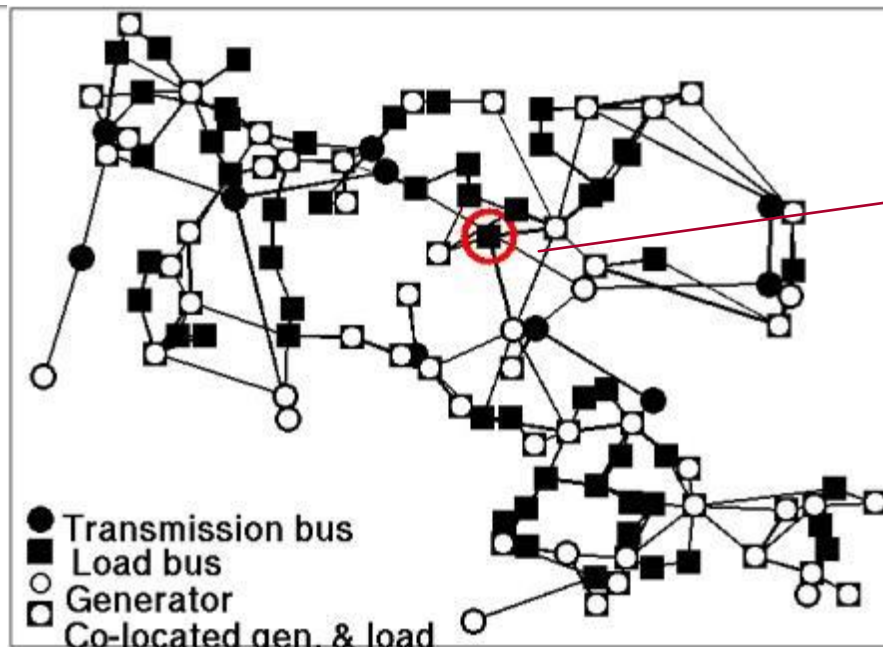 Transmission bus
Load bus
Generator
Co-located gen. & load